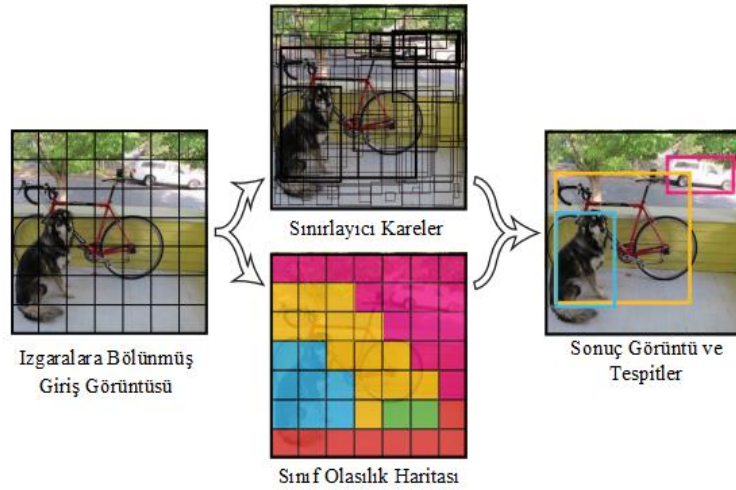 Izgaralara Bölünmüş
Giriş Görüntüsü
Sınırlayıcı Kareler
Sınıf Olasılık Haritası
Sonuç Görüntü ve
Tespitler